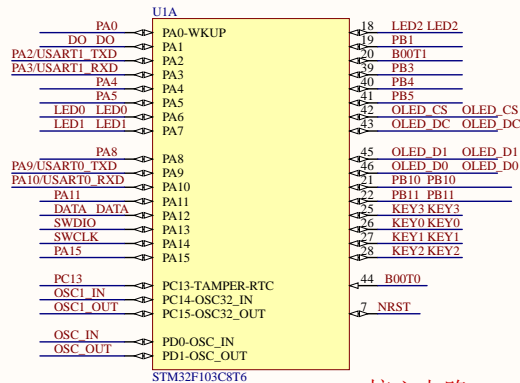 U1A
PA0 PA0-WKUP 18 LED2 LED2
DO DO PA1 19 PB1
PA2/USART1_TXD PA2 20 B00T1
PA3/USART1_RXD PA3 39 PB3
PA4 PA4 40 PB4
PA5 PA5 41 PB5
LED0 LED0 PA6 42 OLED_CS OLED_CS
LED1 LED1 PA7 43 OLED_DC OLED_DC
PA8 PA8 45 OLED_D1 OLED_D1
PA9/USART0_TXD PA9 46 OLED_D0 OLED_D0
PA10/USART0_RXD PA10 21 PB10 PB10
PA11 PA11 22 PB11 PB11
DATA DATA PA12 25 KEY3 KEY3
SWDIO PA13 26 KEY0 KEY0
SWCLK PA14 27 KEY1 KEY1
PA15 PA15 28 KEY2 KEY2
PC13 PC13-TAMPER-RTC 44 B00T0
OSC1_IN PC14-OSC32_IN
OSC1_OUT PC15-OSC32_OUT 7 NRST
OSC_IN PD0-OSC_IN
OSC_OUT PD1-OSC_OUT
STM32F103C8T6